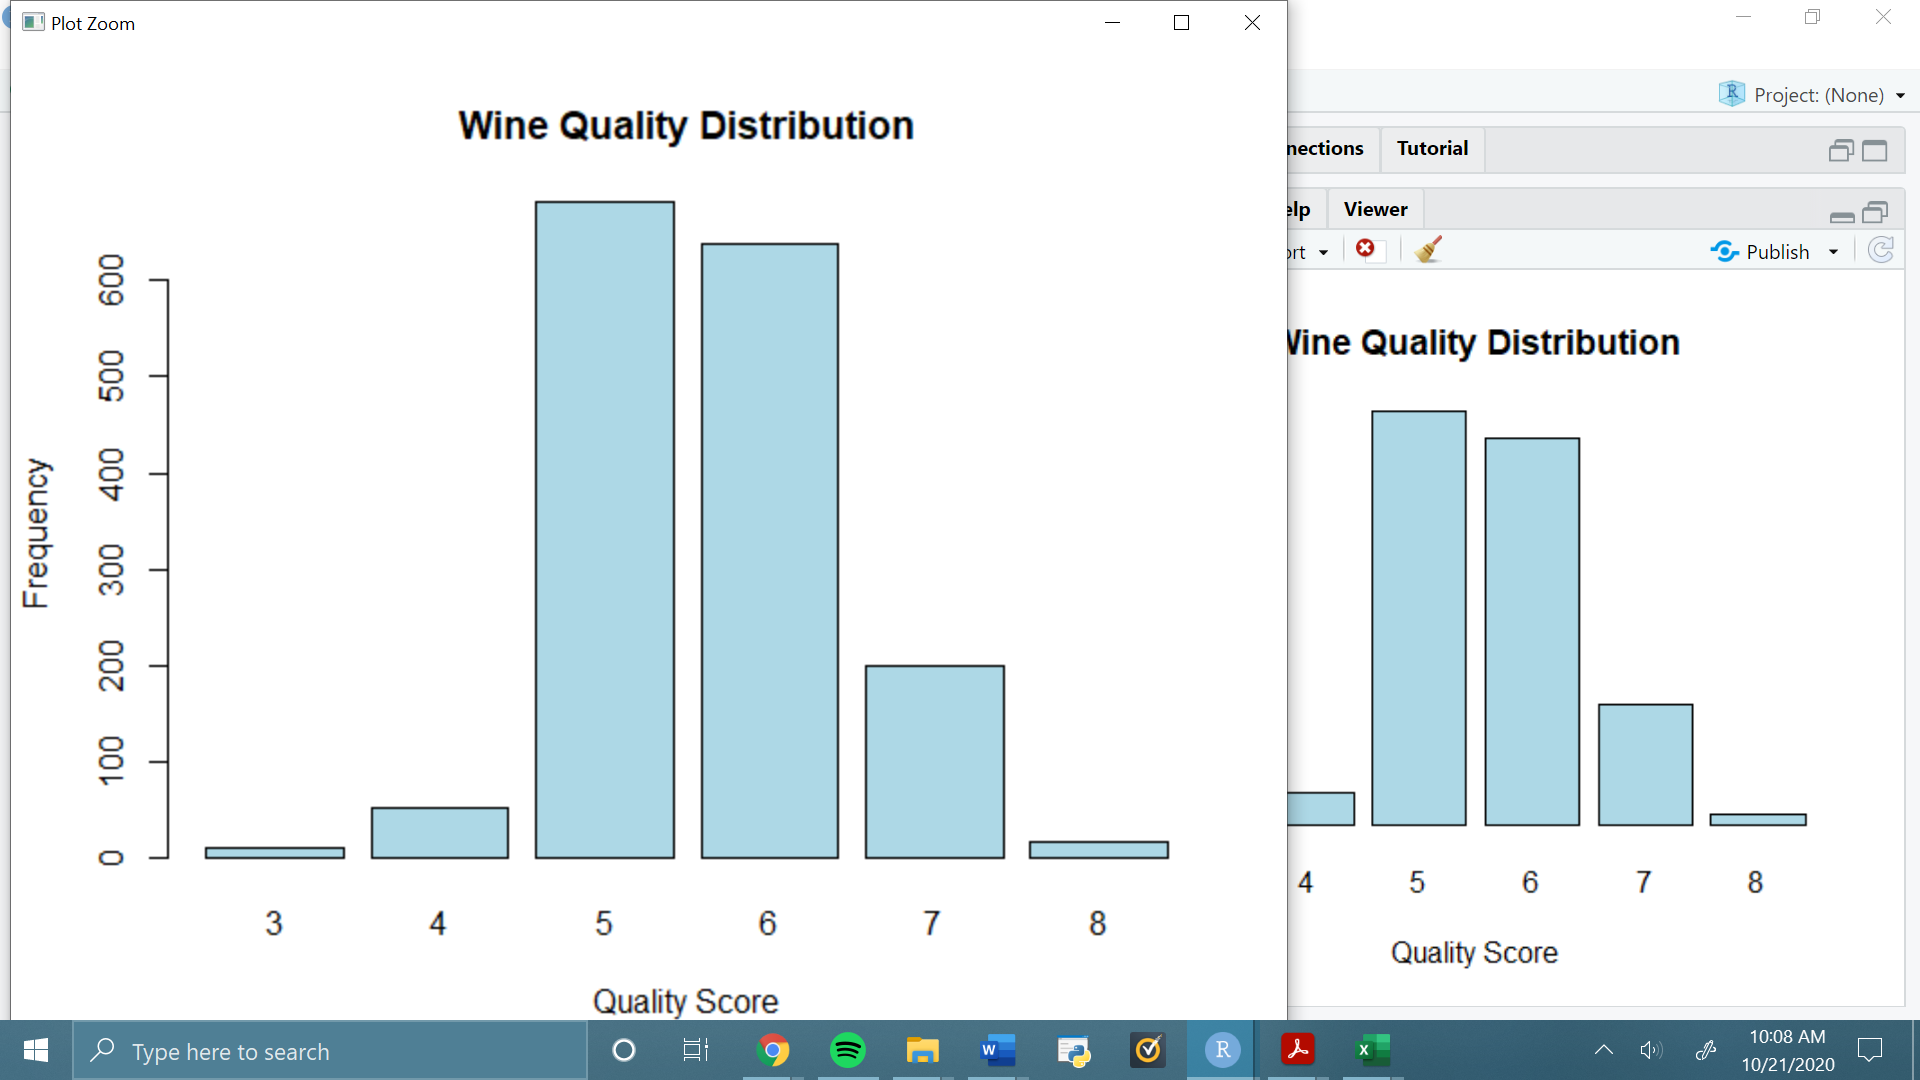 Plot Zoom
Wine Quality Distribution
Frequency
600
500
400
300
200
100
0
3 4 5 6 7 8
Quality Score
Project: (None)
nections Tutorial
elp Viewer
ort Publish
Wine Quality Distribution
4 5 6 7 8
Quality Score
Type here to search
10:08 AM
10/21/2020